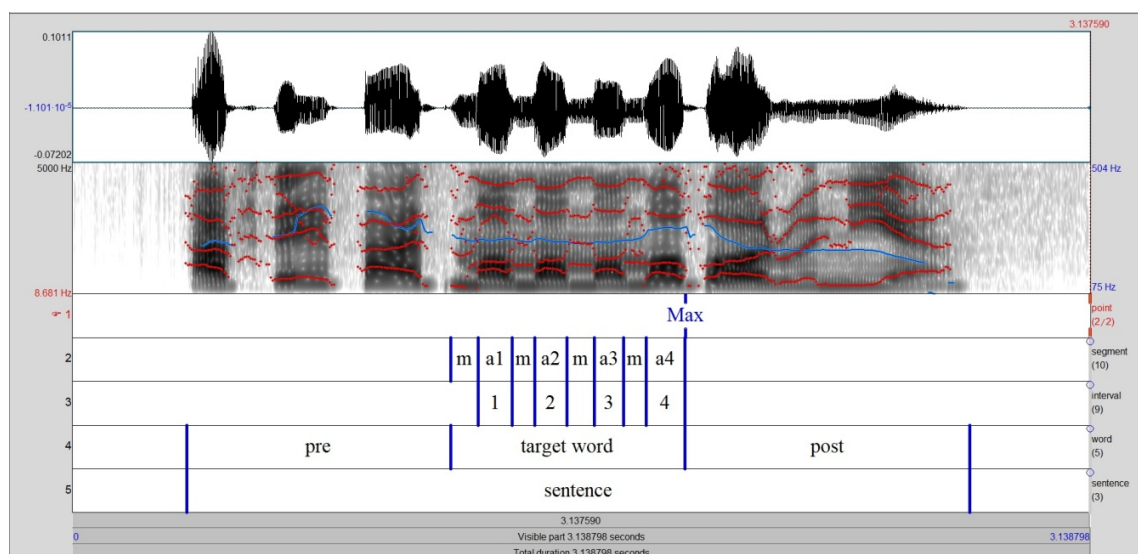 3.137590
0.1011
-1.101·10-5
-0.07202
5000 Hz
504 Hz
8.681 Hz
75 Hz
1
Max
point
(2/2)
2
m a1 m a2 m a3 m a4
segment
(10)
3
1 2 3 4
interval
(9)
4
pre target word post
word
(5)
5
sentence
sentence
(3)
3.137590
0 Visible part 3.138798 seconds 3.138798
Total duration 3.138798 seconds